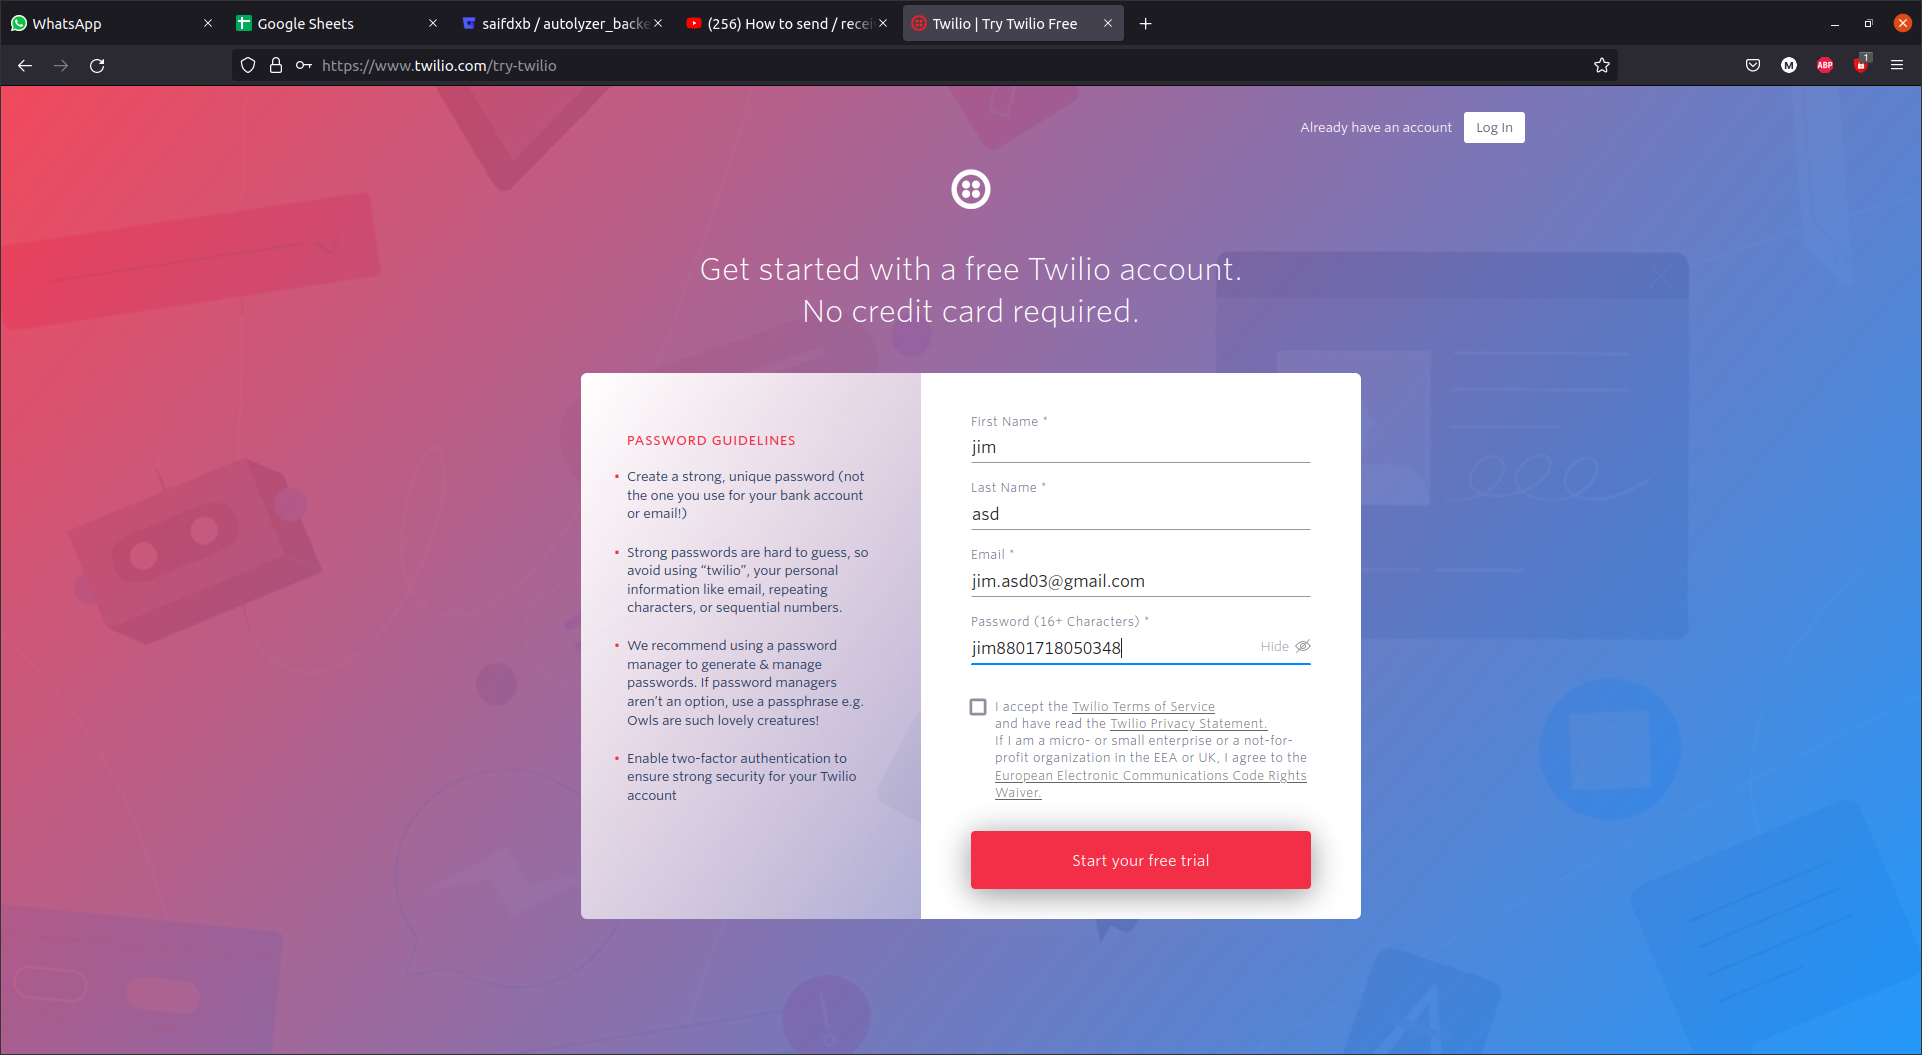 WhatsApp
Google Sheets
saifdxb / autolyzer_backe
(256) How to send / recei
Twilio | Try Twilio Free
https://www.twilio.com/try-twilio
M
ABP
1
Already have an account
Log In
Get started with a free Twilio account.
No credit card required.
PASSWORD GUIDELINES
• Create a strong, unique password (not
the one you use for your bank account
or email!)
• Strong passwords are hard to guess, so
avoid using “twilio”, your personal
information like email, repeating
characters, or sequential numbers.
• We recommend using a password
manager to generate & manage
passwords. If password managers
aren’t an option, use a passphrase e.g.
Owls are such lovely creatures!
• Enable two-factor authentication to
ensure strong security for your Twilio
account
First Name *
jim
Last Name *
asd
Email *
jim.asd03@gmail.com
Password (16+ Characters) *
jim8801718050348
Hide
I accept the Twilio Terms of Service
and have read the Twilio Privacy Statement.
If I am a micro- or small enterprise or a not-for-
profit organization in the EEA or UK, I agree to the
European Electronic Communications Code Rights
Waiver.
Start your free trial